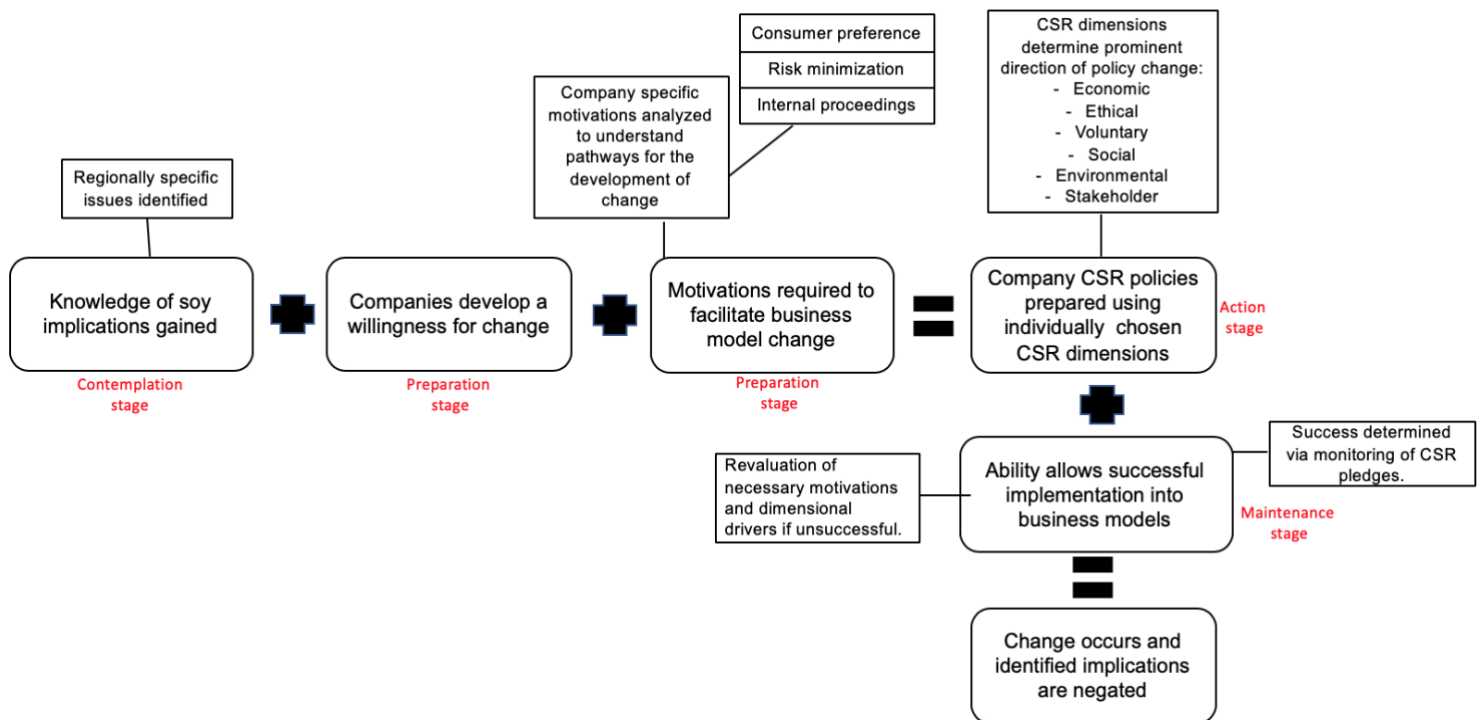 Consumer preference
Risk minimization
Internal proceedings
CSR dimensions
determine prominent
direction of policy change:
- Economic
- Ethical
- Voluntary
- Social
- Environmental
- Stakeholder
Company specific
motivations analyzed
to understand
pathways for the
development of
change
Regionally specific
issues identified
Knowledge of soy
implications gained
Contemplation
stage
Companies develop a
willingness for change
Preparation
stage
Motivations required to
facilitate business
model change
Preparation
stage
Company CSR policies
prepared using
individually chosen
CSR dimensions
Action
stage
Revaluation of
necessary motivations
and dimensional
drivers if unsuccessful.
Ability allows successful
implementation into
business models
Success determined
via monitoring of CSR
pledges.
Maintenance
stage
Change occurs and
identified implications
are negated